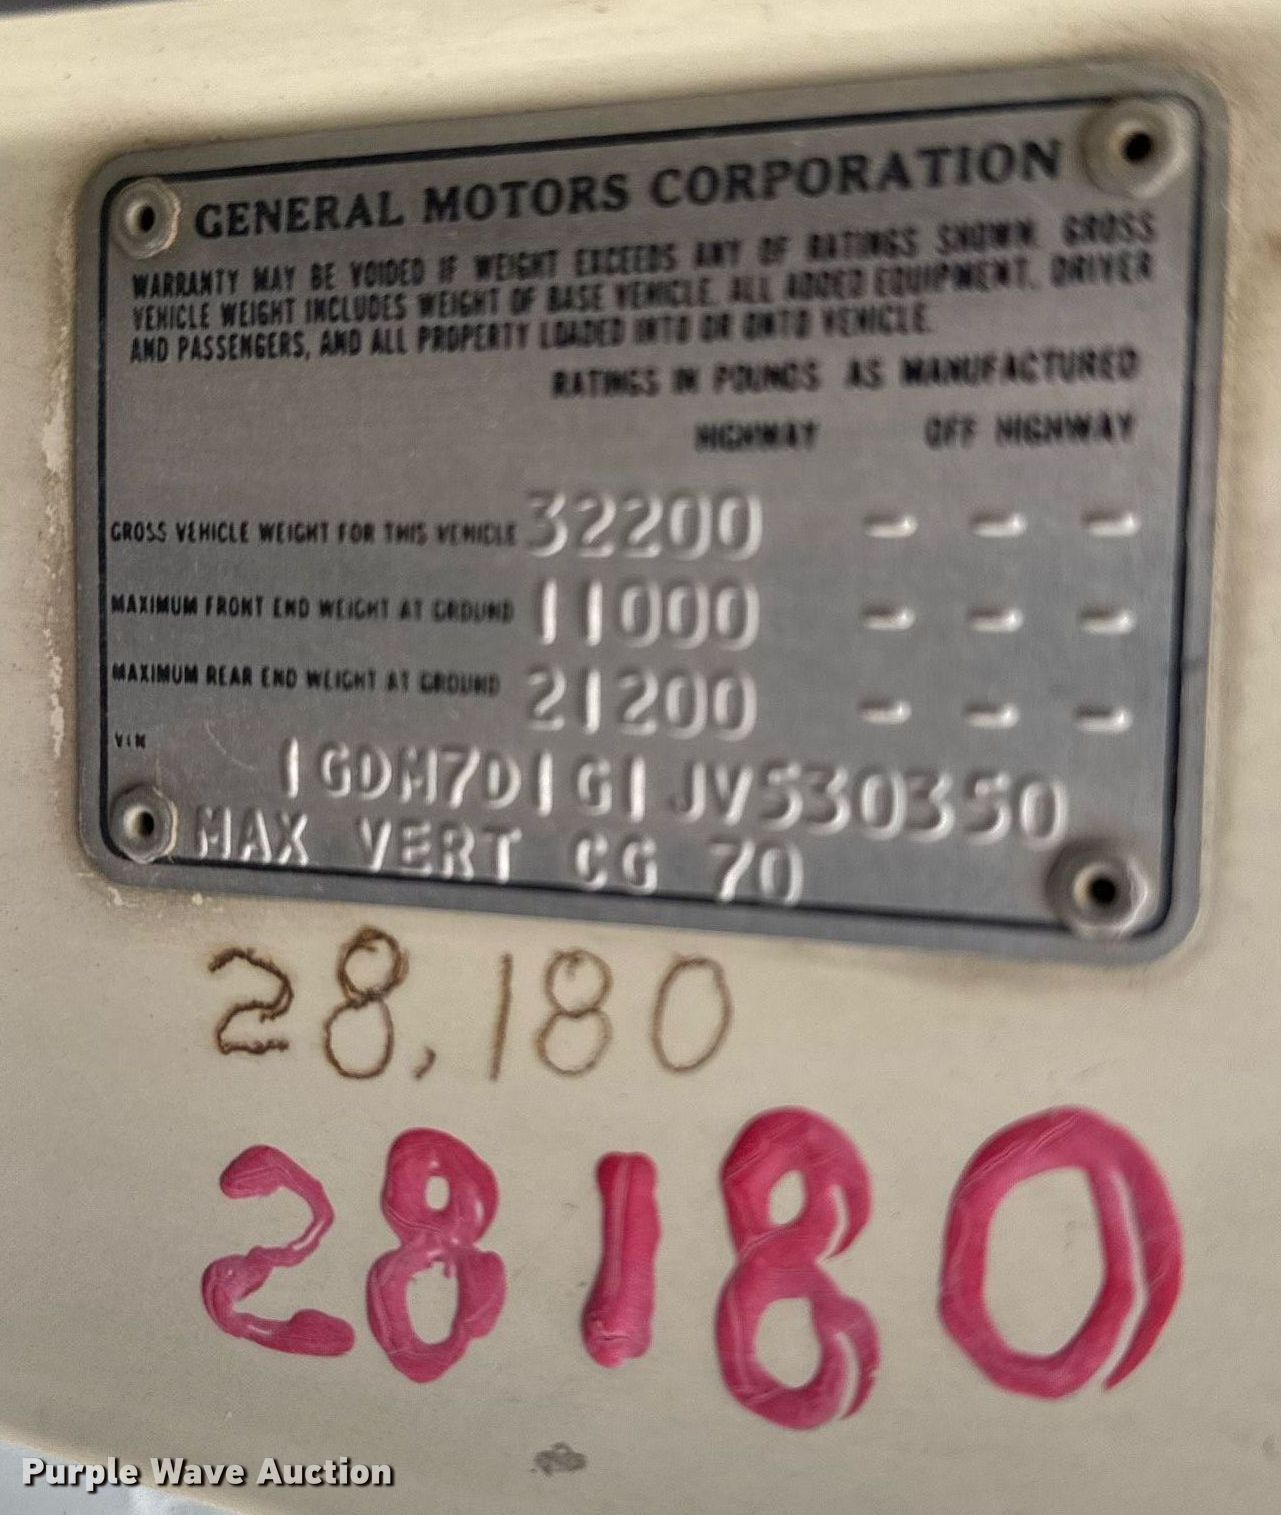 GENERAL MOTORS CORPORATION
WARRANTY MAY BE VOIDED IF WEIGHT EXCEEDS ANY OF RATINGS SHOWN. GROSS
VEHICLE WEIGHT INCLUDES WEIGHT OF BASE VEHICLE, ALL ADDED EQUIPMENT, DRIVER
AND PASSENGERS, AND ALL PROPERTY LOADED INTO OR ONTO VEHICLE.
RATINGS IN POUNDS AS MANUFACTURED
HIGHWAY OFF HIGHWAY
GROSS VEHICLE WEIGHT FOR THIS VEHICLE 32200 - - -
MAXIMUM FRONT END WEIGHT AT GROUND 11000 - - -
MAXIMUM REAR END WEIGHT AT GROUND 21200 - - -
VIN
1GDM7D1G1JV530350
MAX VERT CG 70
28,180
28180
Purple Wave Auction